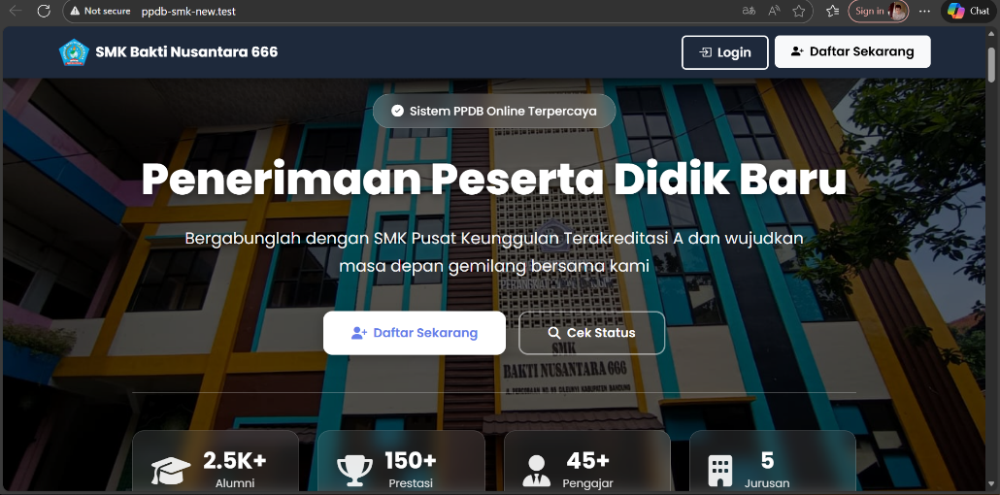 Not secure
ppdb-smk-new.test
Sign in
Chat
SMK Bakti Nusantara 666
Login
Daftar Sekarang
Sistem PPDB Online Terpercaya
Penerimaan Peserta Didik Baru
Bergabunglah dengan SMK Pusat Keunggulan Terakreditasi A dan wujudkan
masa depan gemilang bersama kami
Daftar Sekarang
Cek Status
SMK
BAKTI NUSANTARA 666
2.5K+
Alumni
150+
Prestasi
45+
Pengajar
5
Jurusan